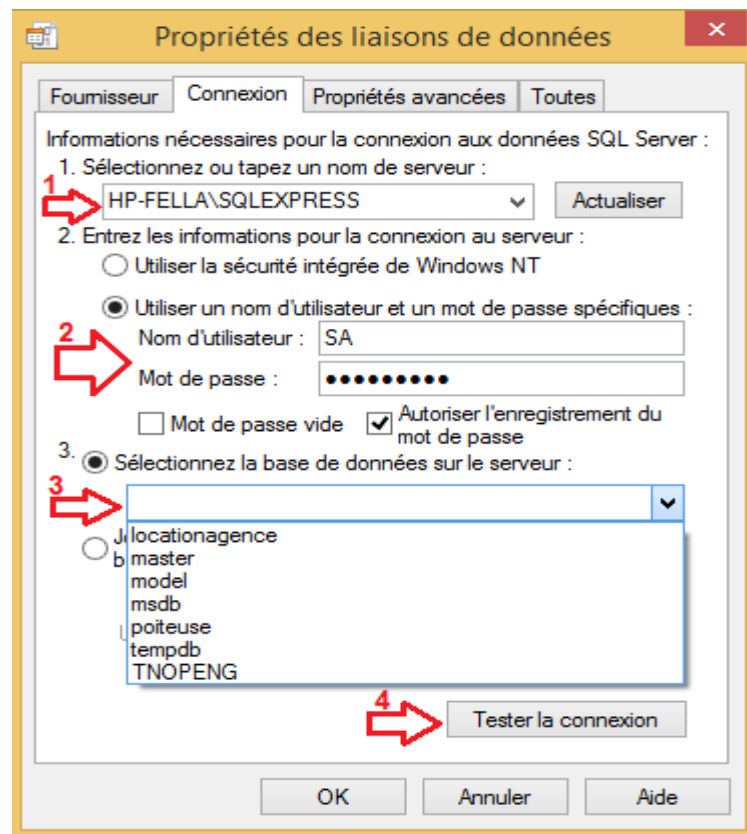 Propriétés des liaisons de données
Fournisseur Connexion Propriétés avancées Toutes
Informations nécessaires pour la connexion aux données SQL Server :
1. Sélectionnez ou tapez un nom de serveur :
1
HP-FELLA\SQLEXPRESS Actualiser
2. Entrez les informations pour la connexion au serveur :
Utiliser la sécurité intégrée de Windows NT
Utiliser un nom d'utilisateur et un mot de passe spécifiques :
2
Nom d'utilisateur : SA
Mot de passe : •••••••••
Mot de passe vide Autoriser l'enregistrement du
mot de passe
3. Sélectionnez la base de données sur le serveur :
3
locationagence
master
model
msdb
poiteuse
tempdb
TNOPENG
4
Tester la connexion
OK Annuler Aide